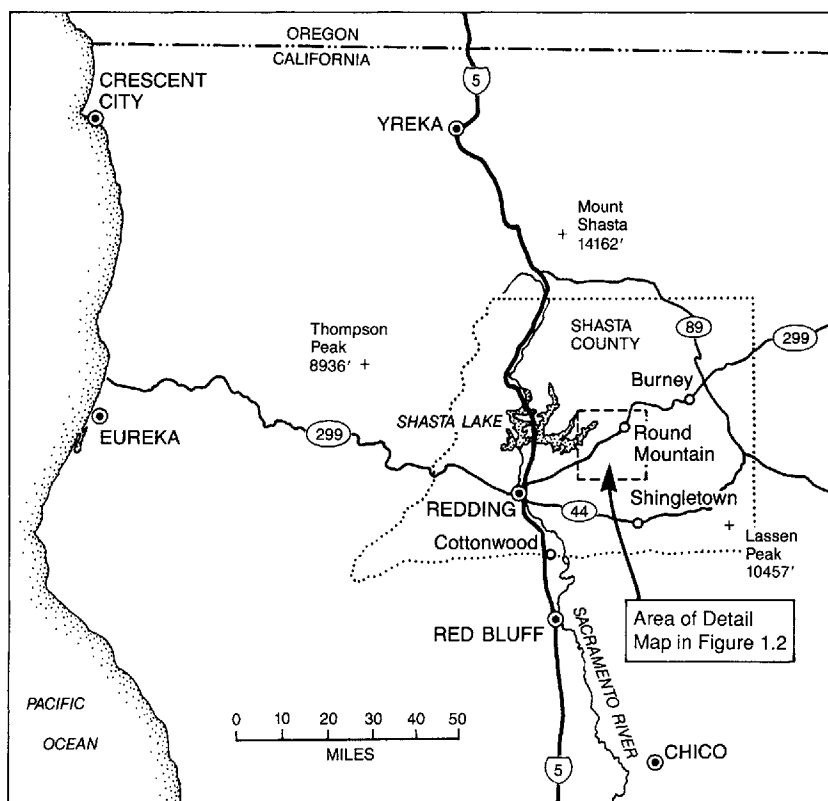 OREGON
CALIFORNIA
5
CRESCENT
CITY
YREKA
Mount
Shasta
14162'
Thompson
Peak
8936'
SHASTA
COUNTY
89
299
Burney
EUREKA
299
SHASTA LAKE
Round
Mountain
REDDING
44
Shingletown
Cottonwood
Lassen
Peak
10457'
RED BLUFF
SACRAMENTO RIVER
Area of Detail
Map in Figure 1.2
PACIFIC
OCEAN
0 10 20 30 40 50
MILES
5
CHICO